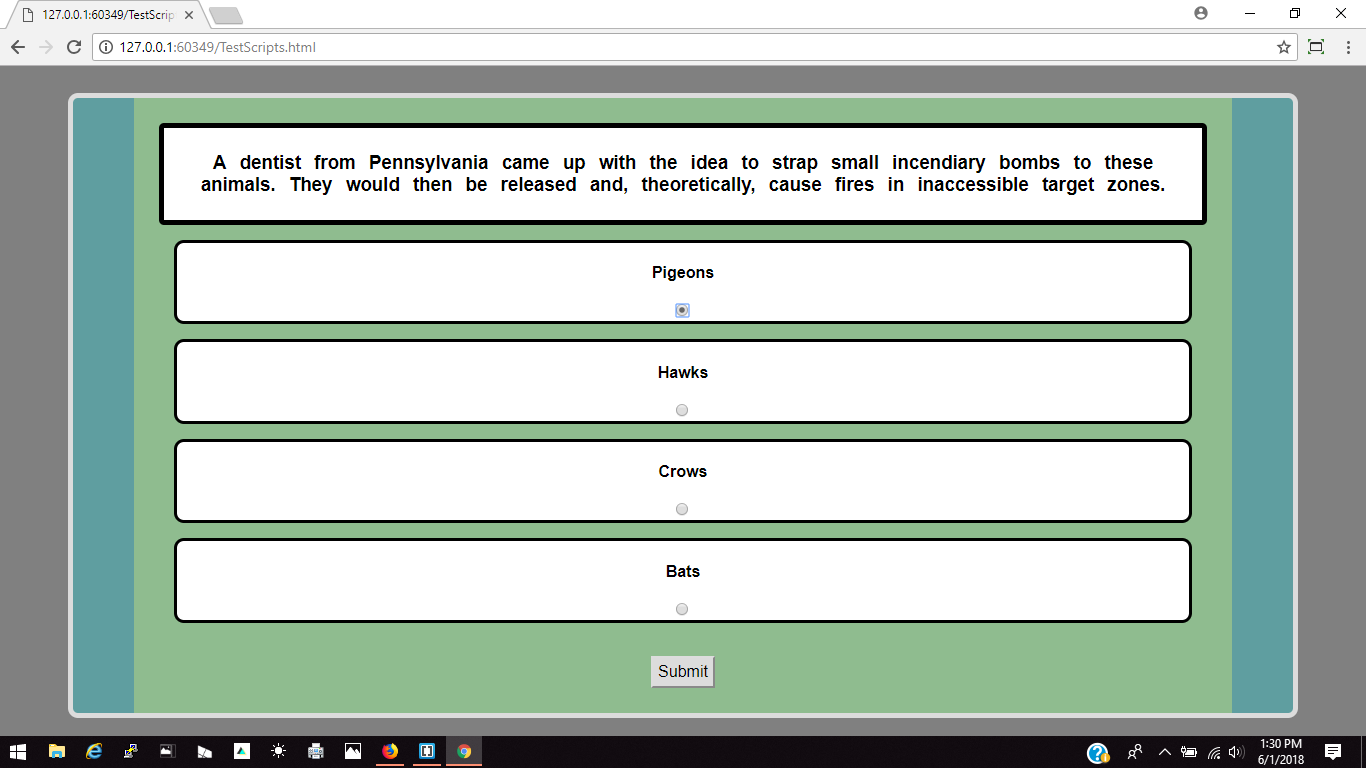 127.0.0.1:60349/TestScrip
127.0.0.1:60349/TestScripts.html
A dentist from Pennsylvania came up with the idea to strap small incendiary bombs to these
animals. They would then be released and, theoretically, cause fires in inaccessible target zones.
Pigeons
Hawks
Crows
Bats
Submit
1:30 PM
6/1/2018